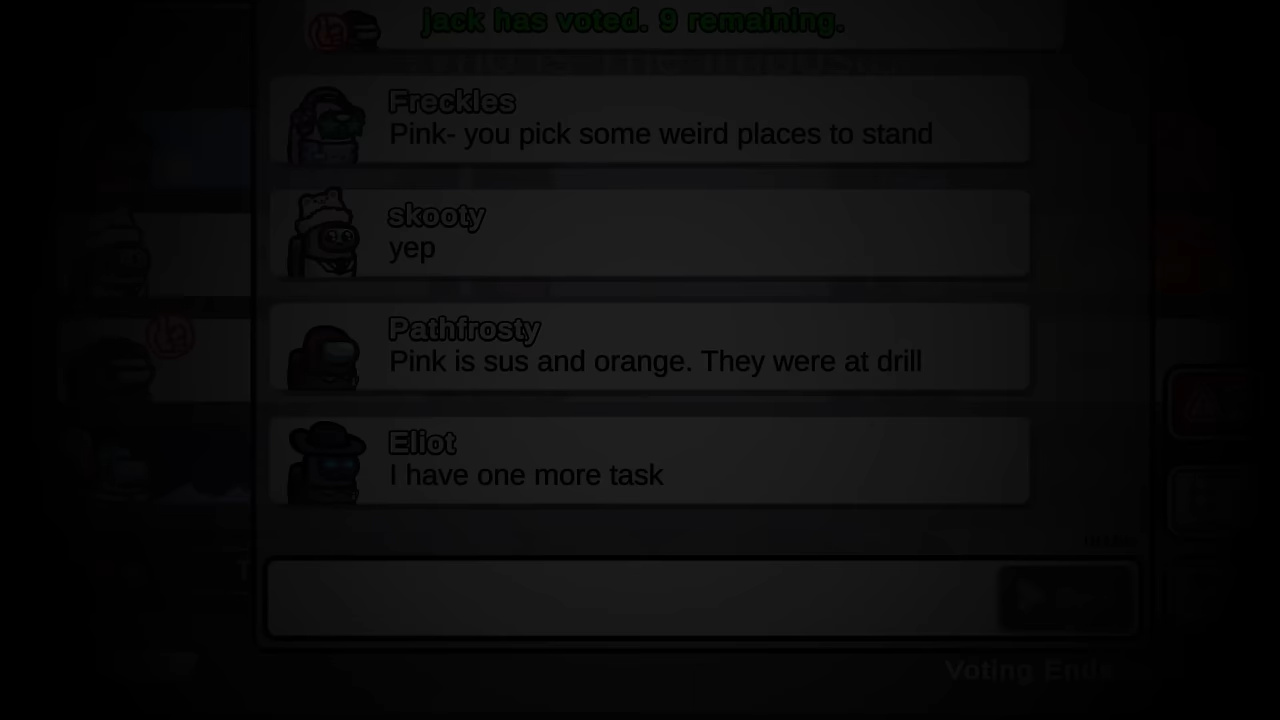 jack has voted. 9 remaining.
Freckles
Pink- you pick some weird places to stand
skooty
yep
Pathfrosty
Pink is sus and orange. They were at drill
Eliot
I have one more task
Voting Ends